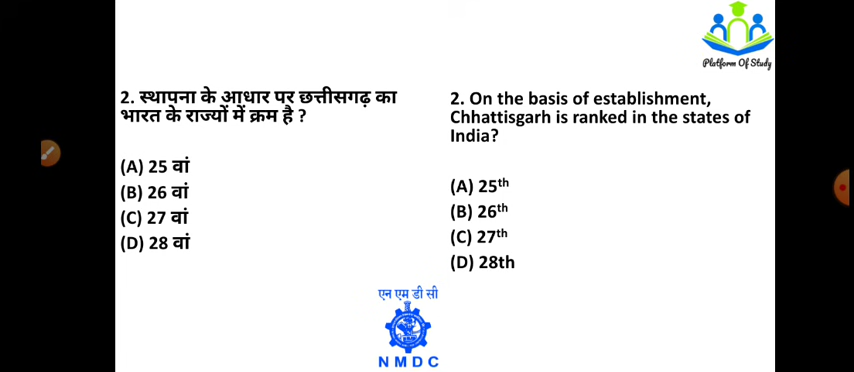 Platform Of Study
2. स्थापना के आधार पर छत्तीसगढ़ का
भारत के राज्यों में क्रम है ?
(A) 25 वां
(B) 26 वां
(C) 27 वां
(D) 28 वां
2. On the basis of establishment,
Chhattisgarh is ranked in the states of
India?
(A) 25th
(B) 26th
(C) 27th
(D) 28th
एन एम डी सी
NMDC